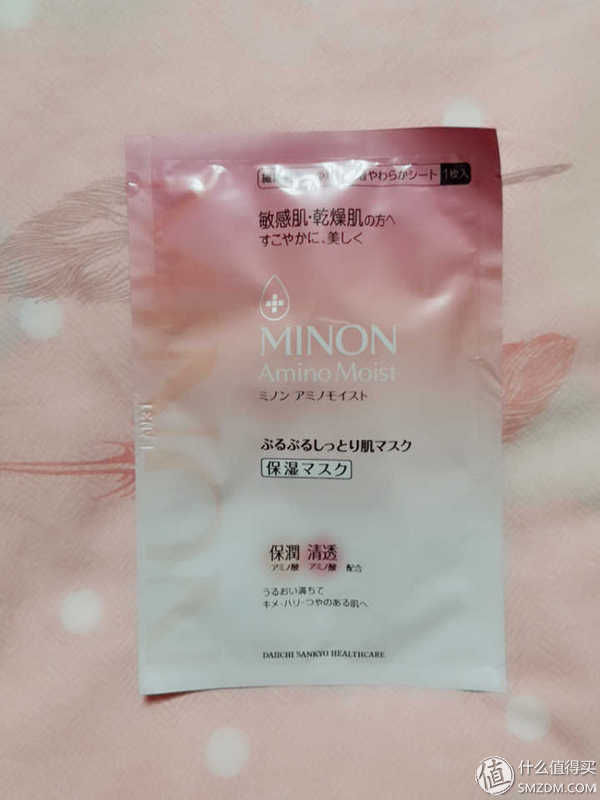 やわらかシート 1枚入
敏感肌・乾燥肌の方へ
すこやかに、美しく
MINON
Amino Moist
ミノン アミノモイスト
ぷるぷるしっとり肌マスク
保湿マスク
保潤 清透
アミノ酸 アミノ酸 配合
うるおい満ちて
キメ・ハリ・つやのある肌へ
DAIICHI SANKYO HEALTHCARE
值 什么值得买
SMZDM.COM